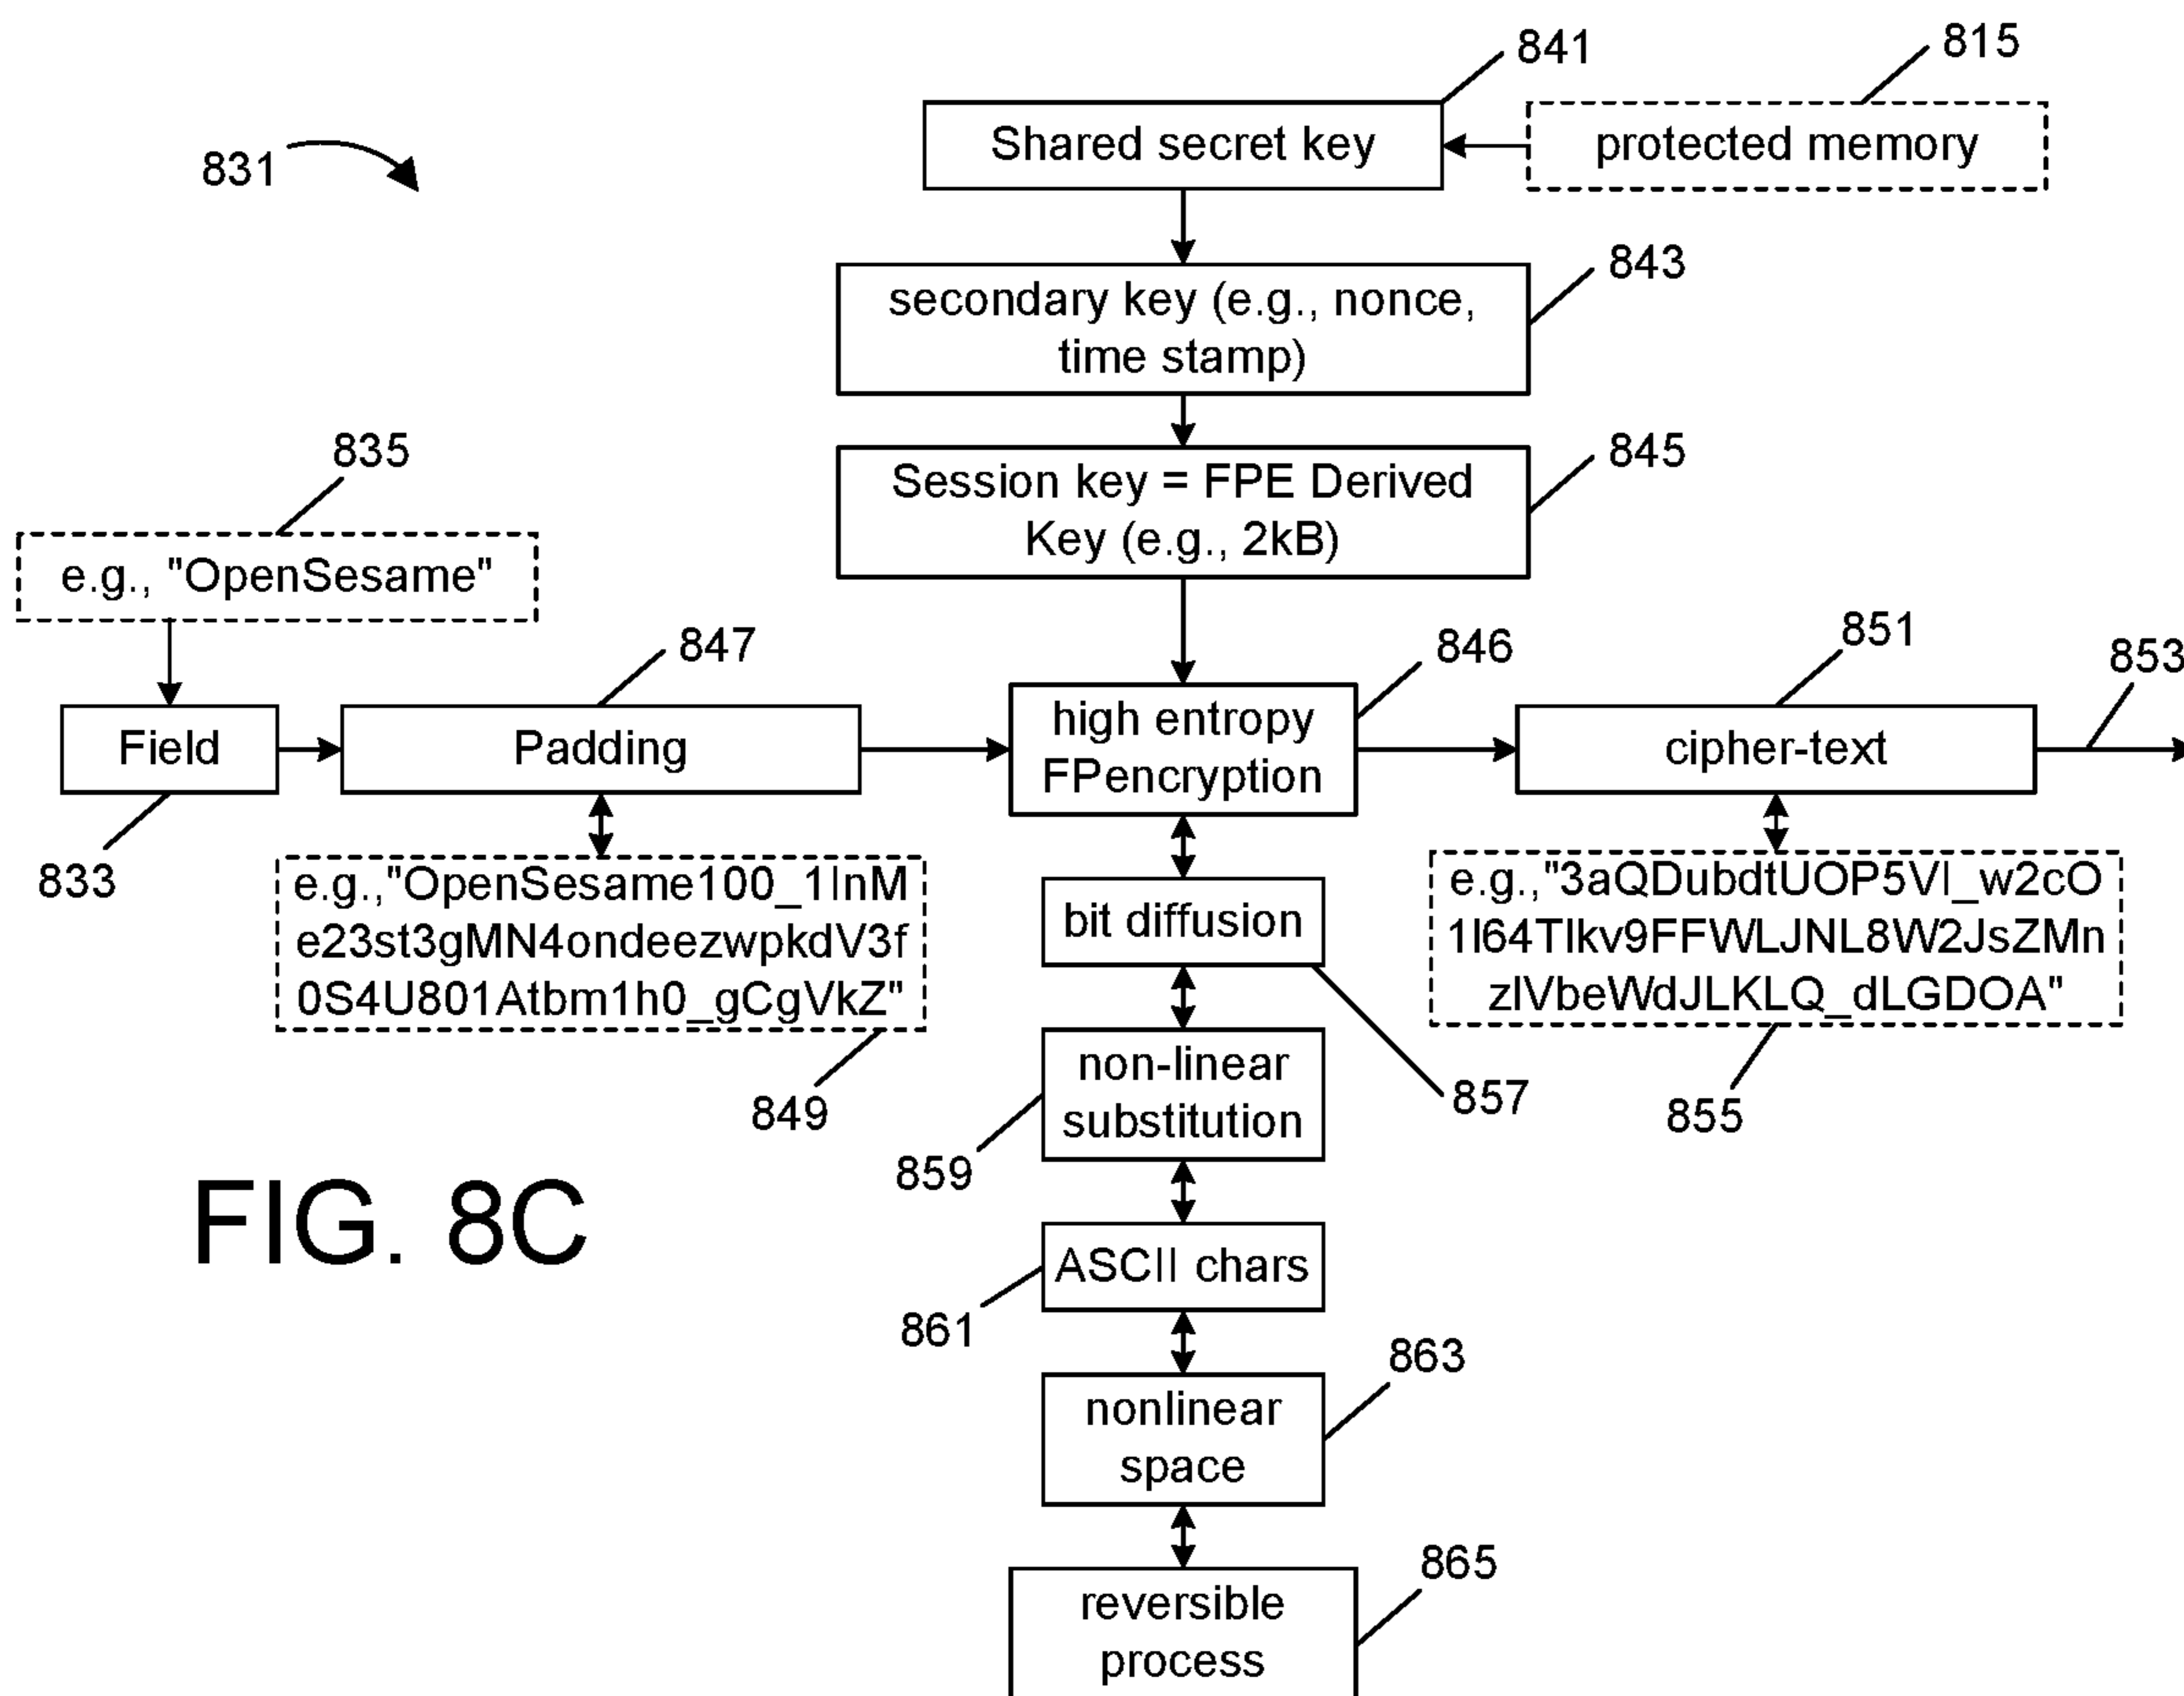 841
815
831
Shared secret key
protected memory
843
secondary key (e.g., nonce,
time stamp)
835
845
Session key = FPE Derived
Key (e.g., 2kB)
e.g., "OpenSesame"
847
846
851
853
Field
Padding
high entropy
FPencryption
cipher-text
833
e.g.,"OpenSesame100_1lnM
e23st3gMN4ondeezwpkdV3f
0S4U801Atbm1h0_gCgVkZ"
bit diffusion
e.g.,"3aQDubdtUOP5Vl_w2cO
1l64Tlkv9FFWLJNL8W2JsZMn
zlVbeWdJLKLQ_dLGDOA"
849
non-linear
substitution
857
855
859
FIG. 8C
ASCII chars
861
863
nonlinear
space
865
reversible
process